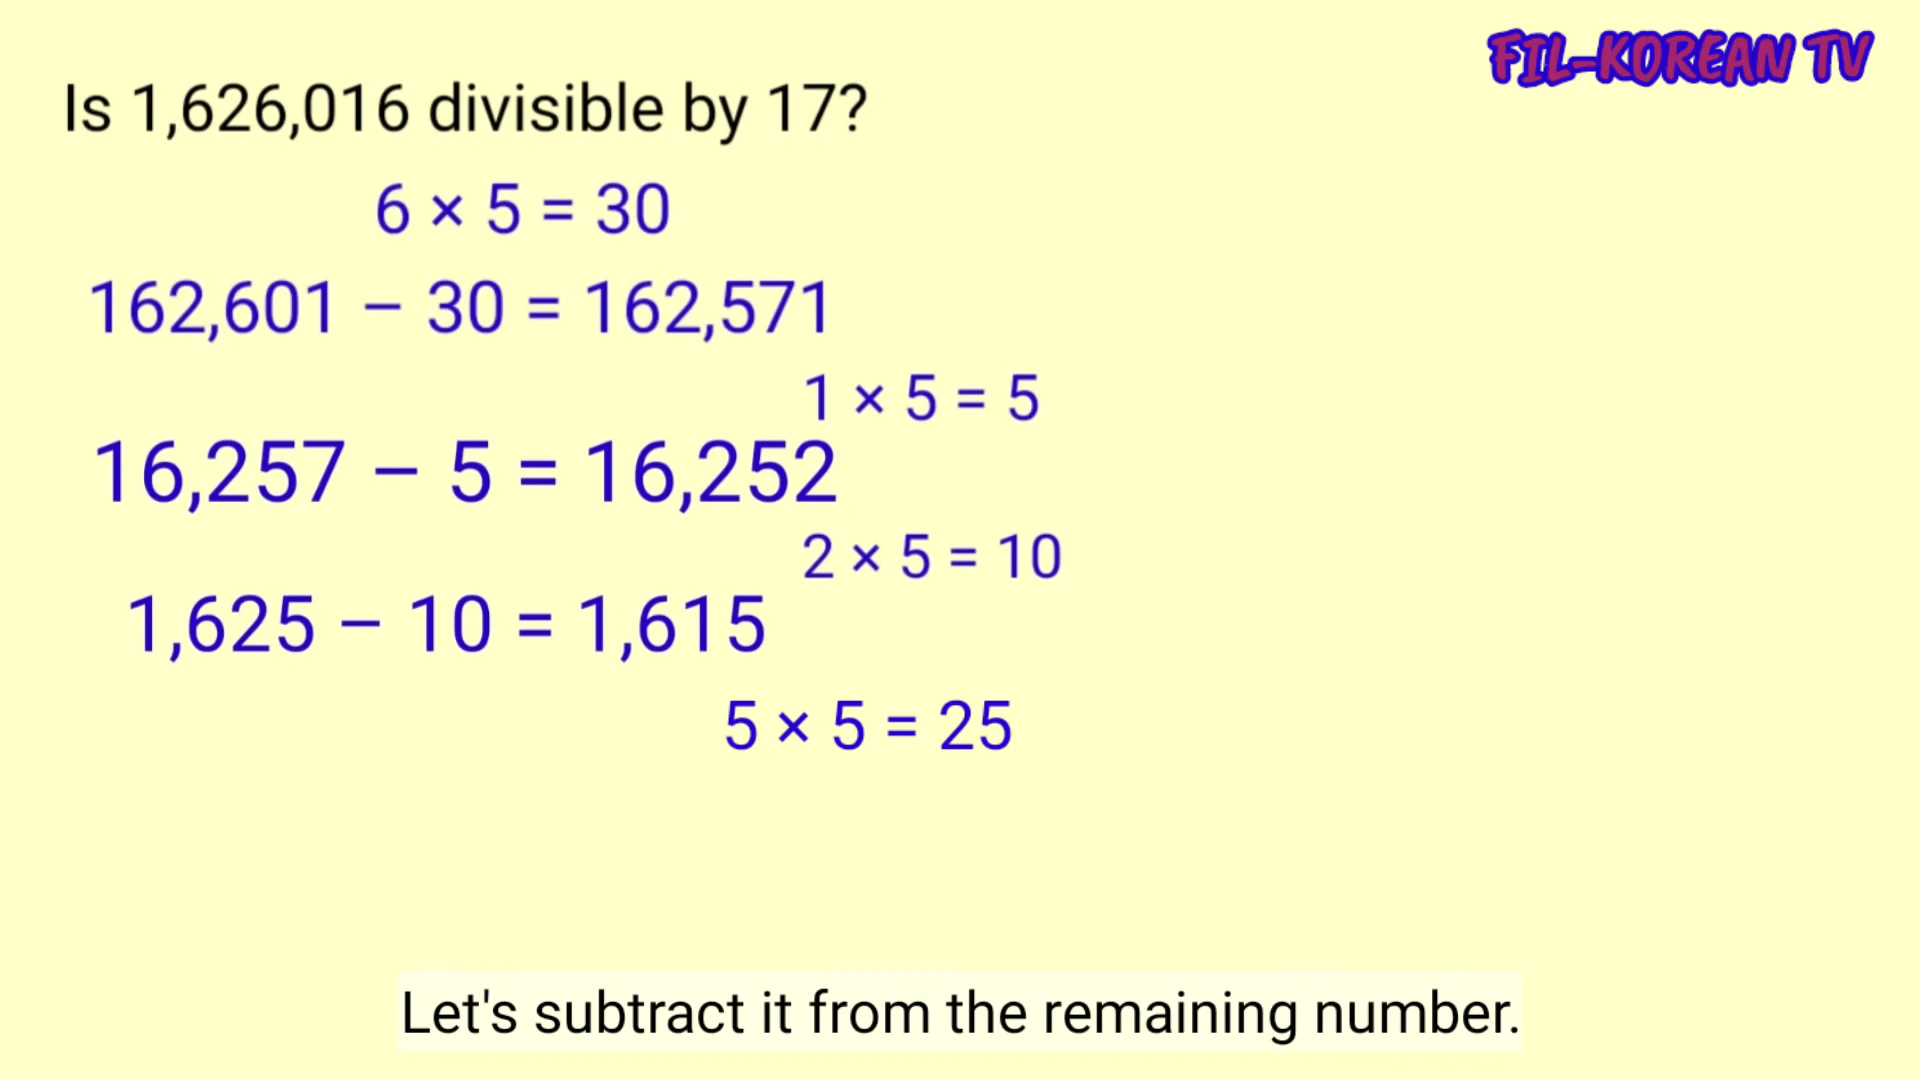 FIL-KOREAN TV
Is 1,626,016 divisible by 17?
6 × 5 = 30
162,601 – 30 = 162,571
1 × 5 = 5
16,257 – 5 = 16,252
2 × 5 = 10
1,625 – 10 = 1,615
5 × 5 = 25
Let's subtract it from the remaining number.